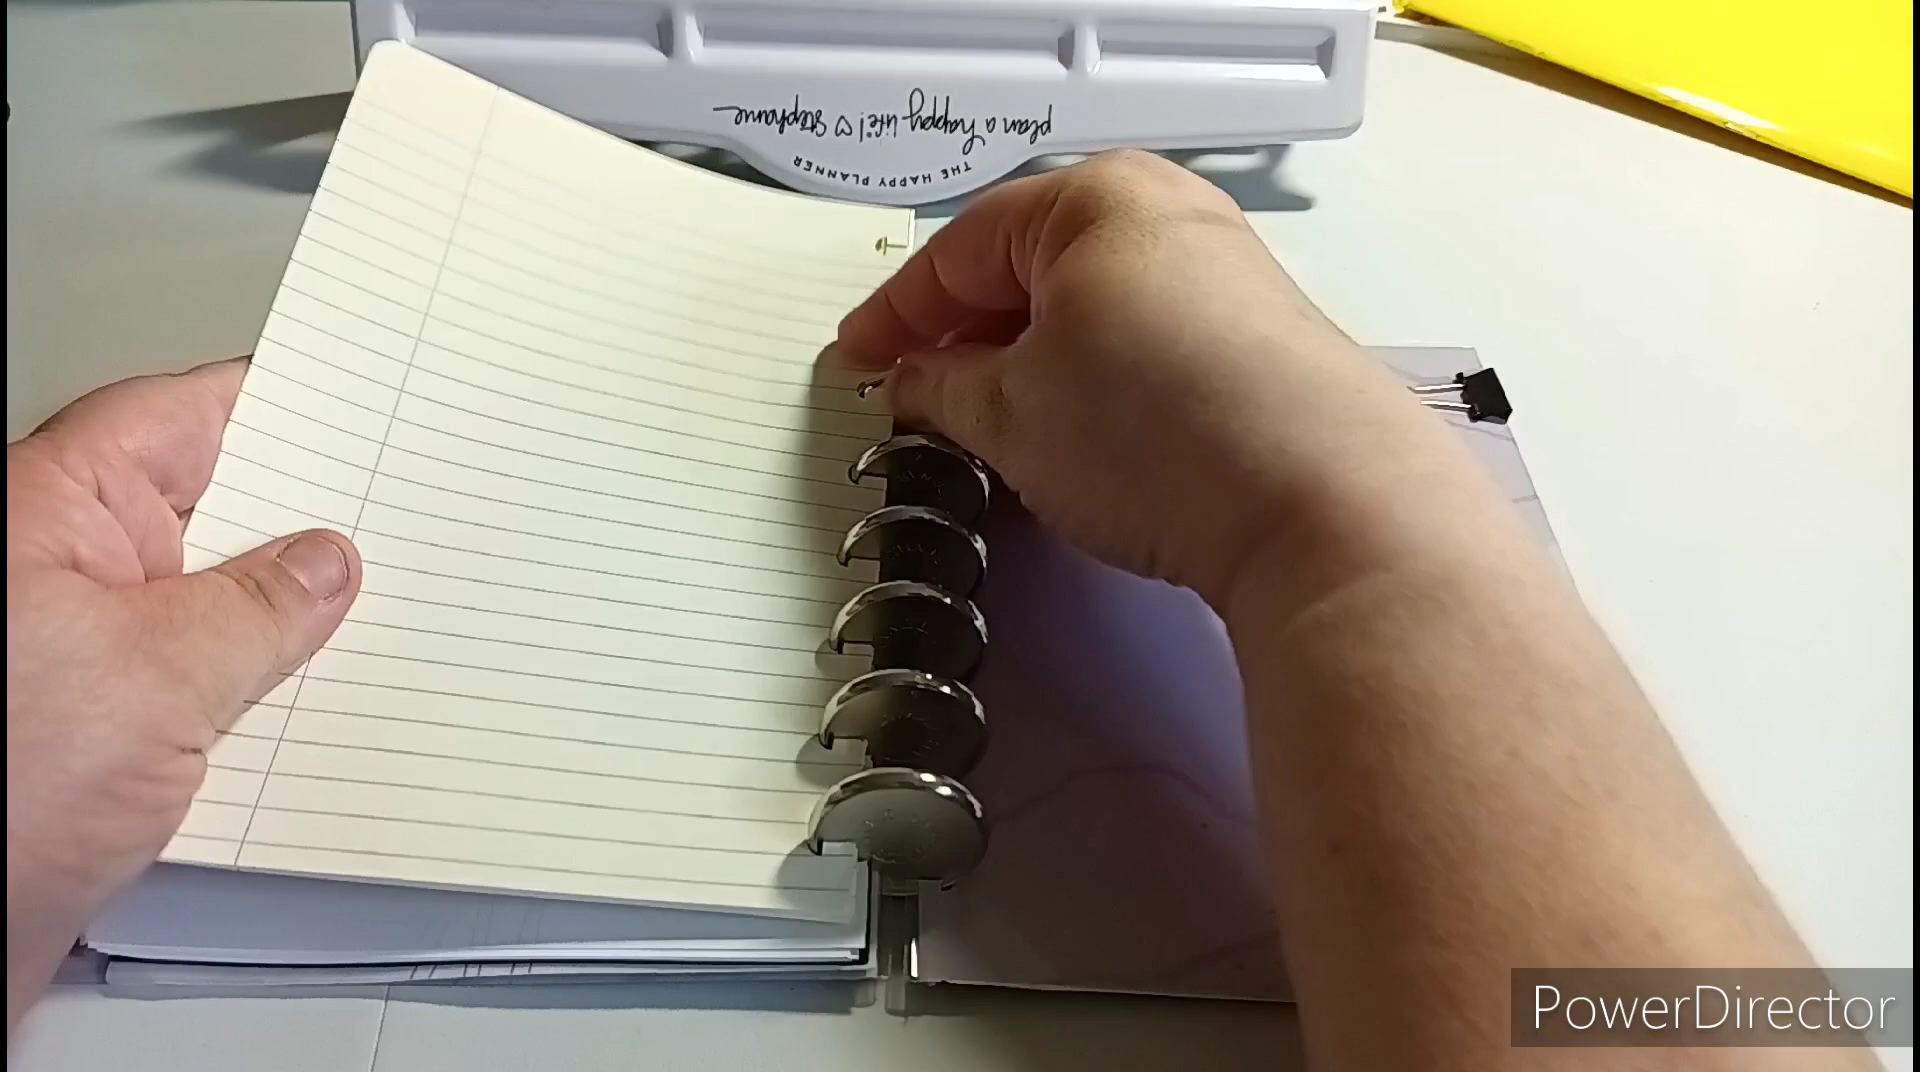 plan a happy life! ♡ Stephanie
THE HAPPY PLANNER
PowerDirector